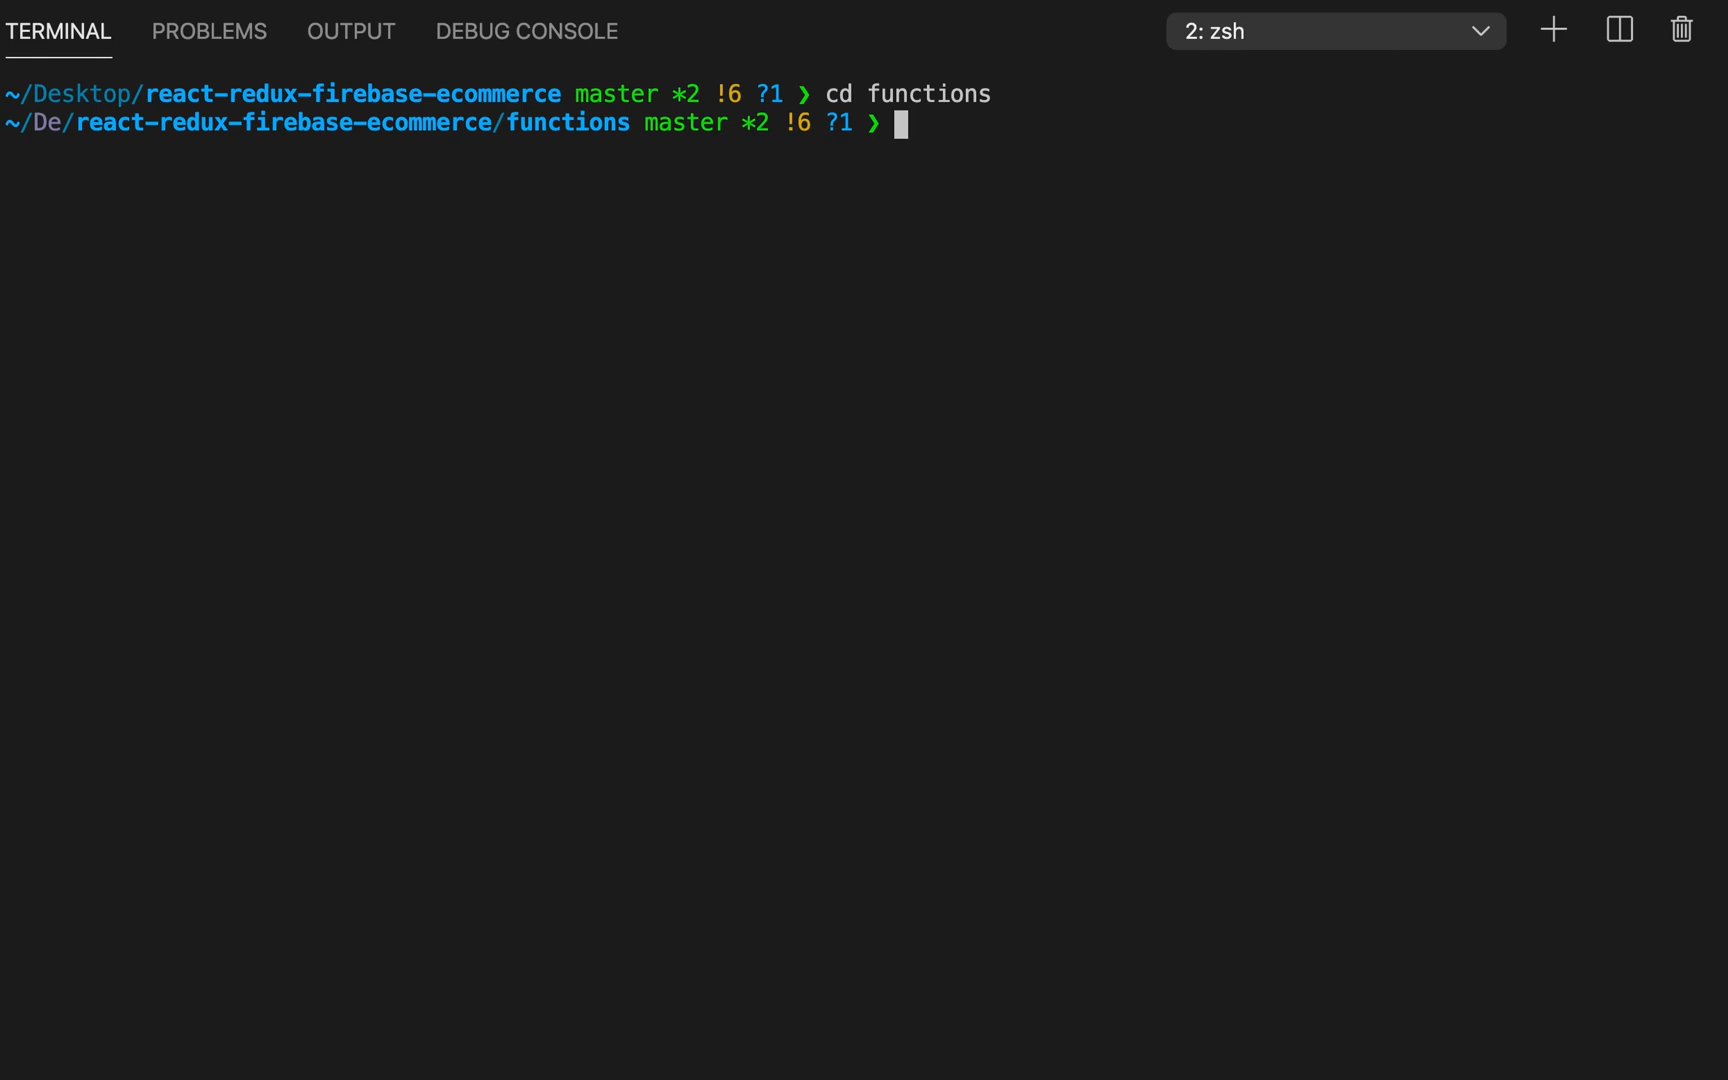 TERMINAL PROBLEMS OUTPUT DEBUG CONSOLE 2: zsh
~/Desktop/react-redux-firebase-ecommerce master *2 !6 ?1 ❯ cd functions
~/De/react-redux-firebase-ecommerce/functions master *2 !6 ?1 ❯